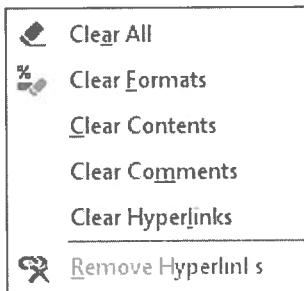 Clear All
Clear Formats
Clear Contents
Clear Comments
Clear Hyperlinks
Remove Hyperlinks